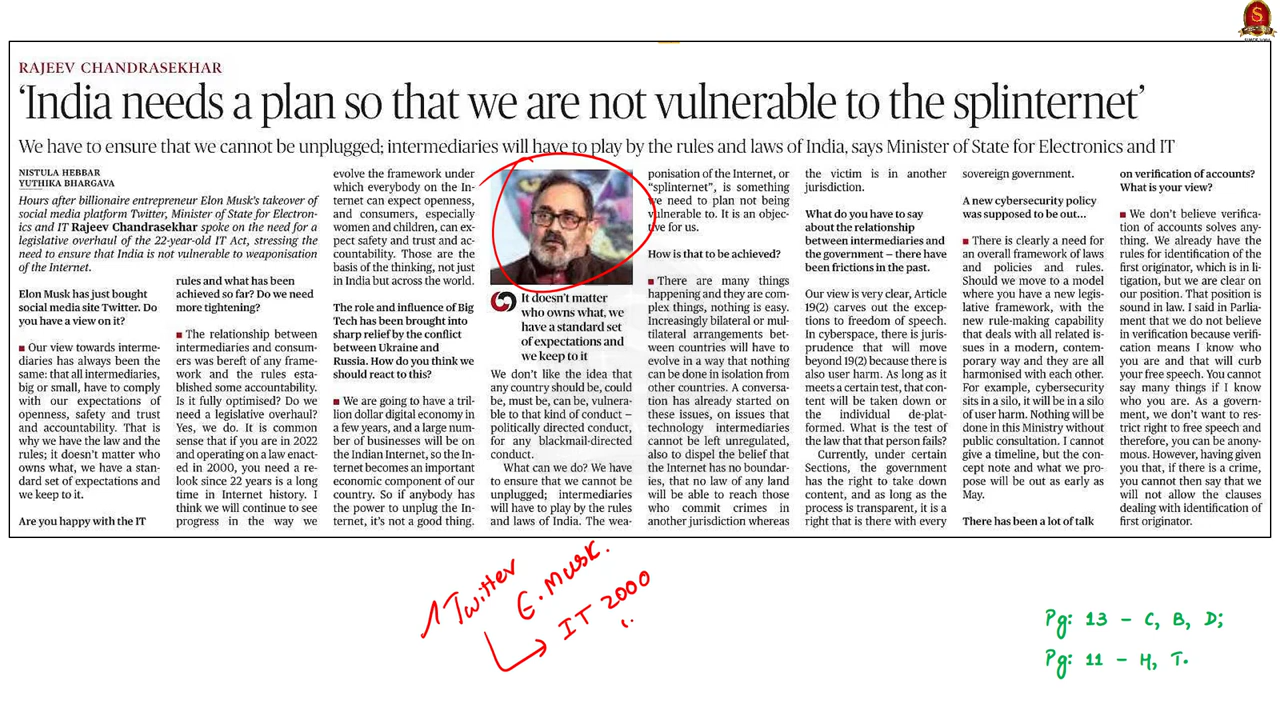 RAJEEV CHANDRASEKHAR
‘India needs a plan so that we are not vulnerable to the splinternet’
We have to ensure that we cannot be unplugged; intermediaries will have to play by the rules and laws of India, says Minister of State for Electronics and IT
NISTULA HEBBAR
YUTHIKA BHARGAVA
Hours after billionaire entrepreneur Elon Musk’s takeover of
social media platform Twitter, Minister of State for Electron-
ics and IT Rajeev Chandrasekhar spoke on the need for a
legislative overhaul of the 22-year-old IT Act, stressing the
need to ensure that India is not vulnerable to weaponisation
of the Internet.
Elon Musk has just bought
social media site Twitter. Do
you have a view on it?
■ Our view towards interme-
diaries has always been the
same: that all intermediaries,
big or small, have to comply
with our expectations of
openness, safety and trust
and accountability. That is
why we have the law and the
rules; it doesn’t matter who
owns what, we have a stan-
dard set of expectations and
we keep to it.
Are you happy with the IT
rules and what has been
achieved so far? Do we need
more tightening?
■ The relationship between
intermediaries and consum-
ers was bereft of any frame-
work and the rules esta-
blished some accountability.
Is it fully optimised? Do we
need a legislative overhaul?
Yes, we do. It is common
sense that if you are in 2022
and operating on a law enact-
ed in 2000, you need a re-
look since 22 years is a long
time in Internet history. I
think we will continue to see
progress in the way we
evolve the framework under
which everybody on the In-
ternet can expect openness,
and consumers, especially
women and children, can ex-
pect safety and trust and ac-
countability. Those are the
basis of the thinking, not just
in India but across the world.
The role and influence of Big
Tech has been brought into
sharp relief by the conflict
between Ukraine and
Russia. How do you think we
should react to this?
■ We are going to have a tril-
lion dollar digital economy in
a few years, and a large num-
ber of businesses will be on
the Indian Internet, so the In-
ternet becomes an important
economic component of our
country. So if anybody has
the power to unplug the In-
ternet, it’s not a good thing.
It doesn’t matter
who owns what, we
have a standard set
of expectations and
we keep to it
We don’t like the idea that
any country should be, could
be, must be, can be, vulnera-
ble to that kind of conduct –
politically directed conduct,
for any blackmail-directed
conduct.
What can we do? We have
to ensure that we cannot be
unplugged; intermediaries
will have to play by the rules
and laws of India. The wea-
ponisation of the Internet, or
“splinternet”, is something
we need to plan not being
vulnerable to. It is an objec-
tive for us.
How is that to be achieved?
■ There are many things
happening and they are com-
plex things, nothing is easy.
Increasingly bilateral or mul-
tilateral arrangements bet-
ween countries will have to
evolve in a way that nothing
can be done in isolation from
other countries. A conversa-
tion has already started on
these issues, on issues that
technology intermediaries
cannot be left unregulated,
also to dispel the belief that
the Internet has no boundar-
ies, that no law of any land
will be able to reach those
who commit crimes in
another jurisdiction whereas
the victim is in another
jurisdiction.
What do you have to say
about the relationship
between intermediaries and
the government – there have
been frictions in the past.
Our view is very clear, Article
19(2) carves out the excep-
tions to freedom of speech.
In cyberspace, there is juris-
prudence that will move
beyond 19(2) because there is
also user harm. As long as it
meets a certain test, that con-
tent will be taken down or
the individual de-plat-
formed. What is the test of
the law that that person fails?
Currently, under certain
Sections, the government
has the right to take down
content, and as long as the
process is transparent, it is a
right that is there with every
sovereign government.
A new cybersecurity policy
was supposed to be out...
■ There is clearly a need for
an overall framework of laws
and policies and rules.
Should we move to a model
where you have a new legis-
lative framework, with the
new rule-making capability
that deals with all related is-
sues in a modern, contem-
porary way and they are all
harmonised with each other.
For example, cybersecurity
sits in a silo, it will be in a silo
of user harm. Nothing will be
done in this Ministry without
public consultation. I cannot
give a timeline, but the con-
cept note and what we pro-
pose will be out as early as
May.
There has been a lot of talk
on verification of accounts?
What is your view?
■ We don’t believe verifica-
tion of accounts solves any-
thing. We already have the
rules for identification of the
first originator, which is in li-
tigation, but we are clear on
our position. That position is
sound in law. I said in Parlia-
ment that we do not believe
in verification because verifi-
cation means I know who
you are and that will curb
your free speech. You cannot
say many things if I know
who you are. As a govern-
ment, we don’t want to res-
trict right to free speech and
therefore, you can be anony-
mous. However, having given
you that, if there is a crime,
you cannot then say that we
will not allow the clauses
dealing with identification of
first originator.
Twitter
E. Musk.
IT 2000
Pg: 13 - C, B, D;
Pg: 11 - H, T.